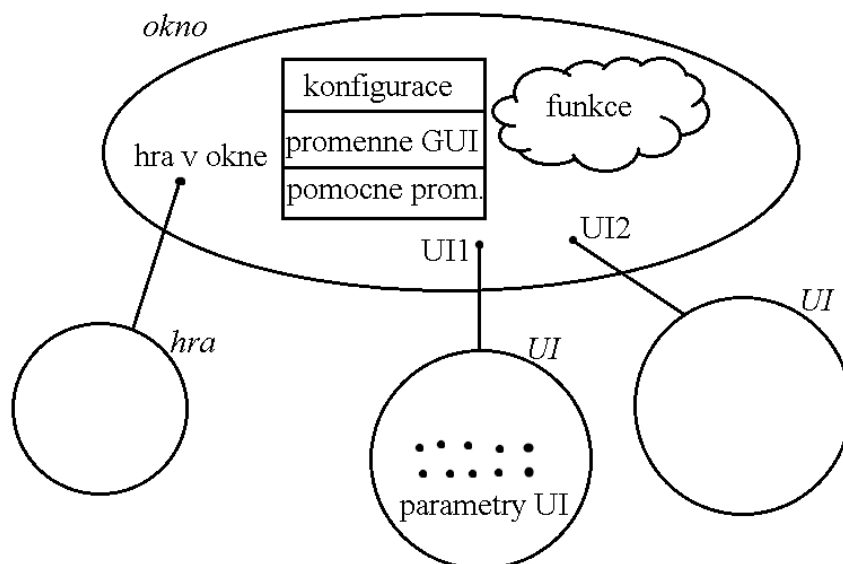 okno
konfigurace
funkce
promenne GUI
hra v okne
pomocne prom.
UI1
UI2
UI
hra
UI
parametry UI